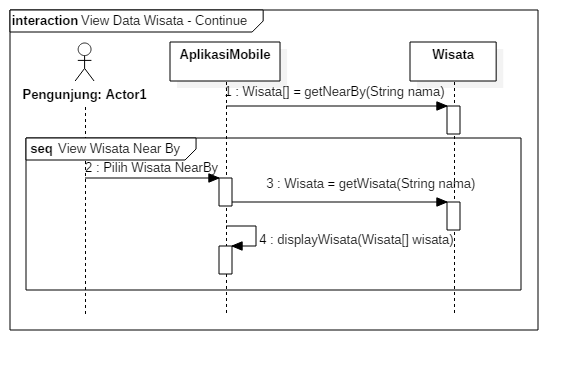 interaction View Data Wisata - Continue
AplikasiMobile
Wisata
Pengunjung: Actor1
1 : Wisata[] = getNearBy(String nama)
seq View Wisata Near By
2 : Pilih Wisata NearBy
3 : Wisata = getWisata(String nama)
4 : displayWisata(Wisata[] wisata)